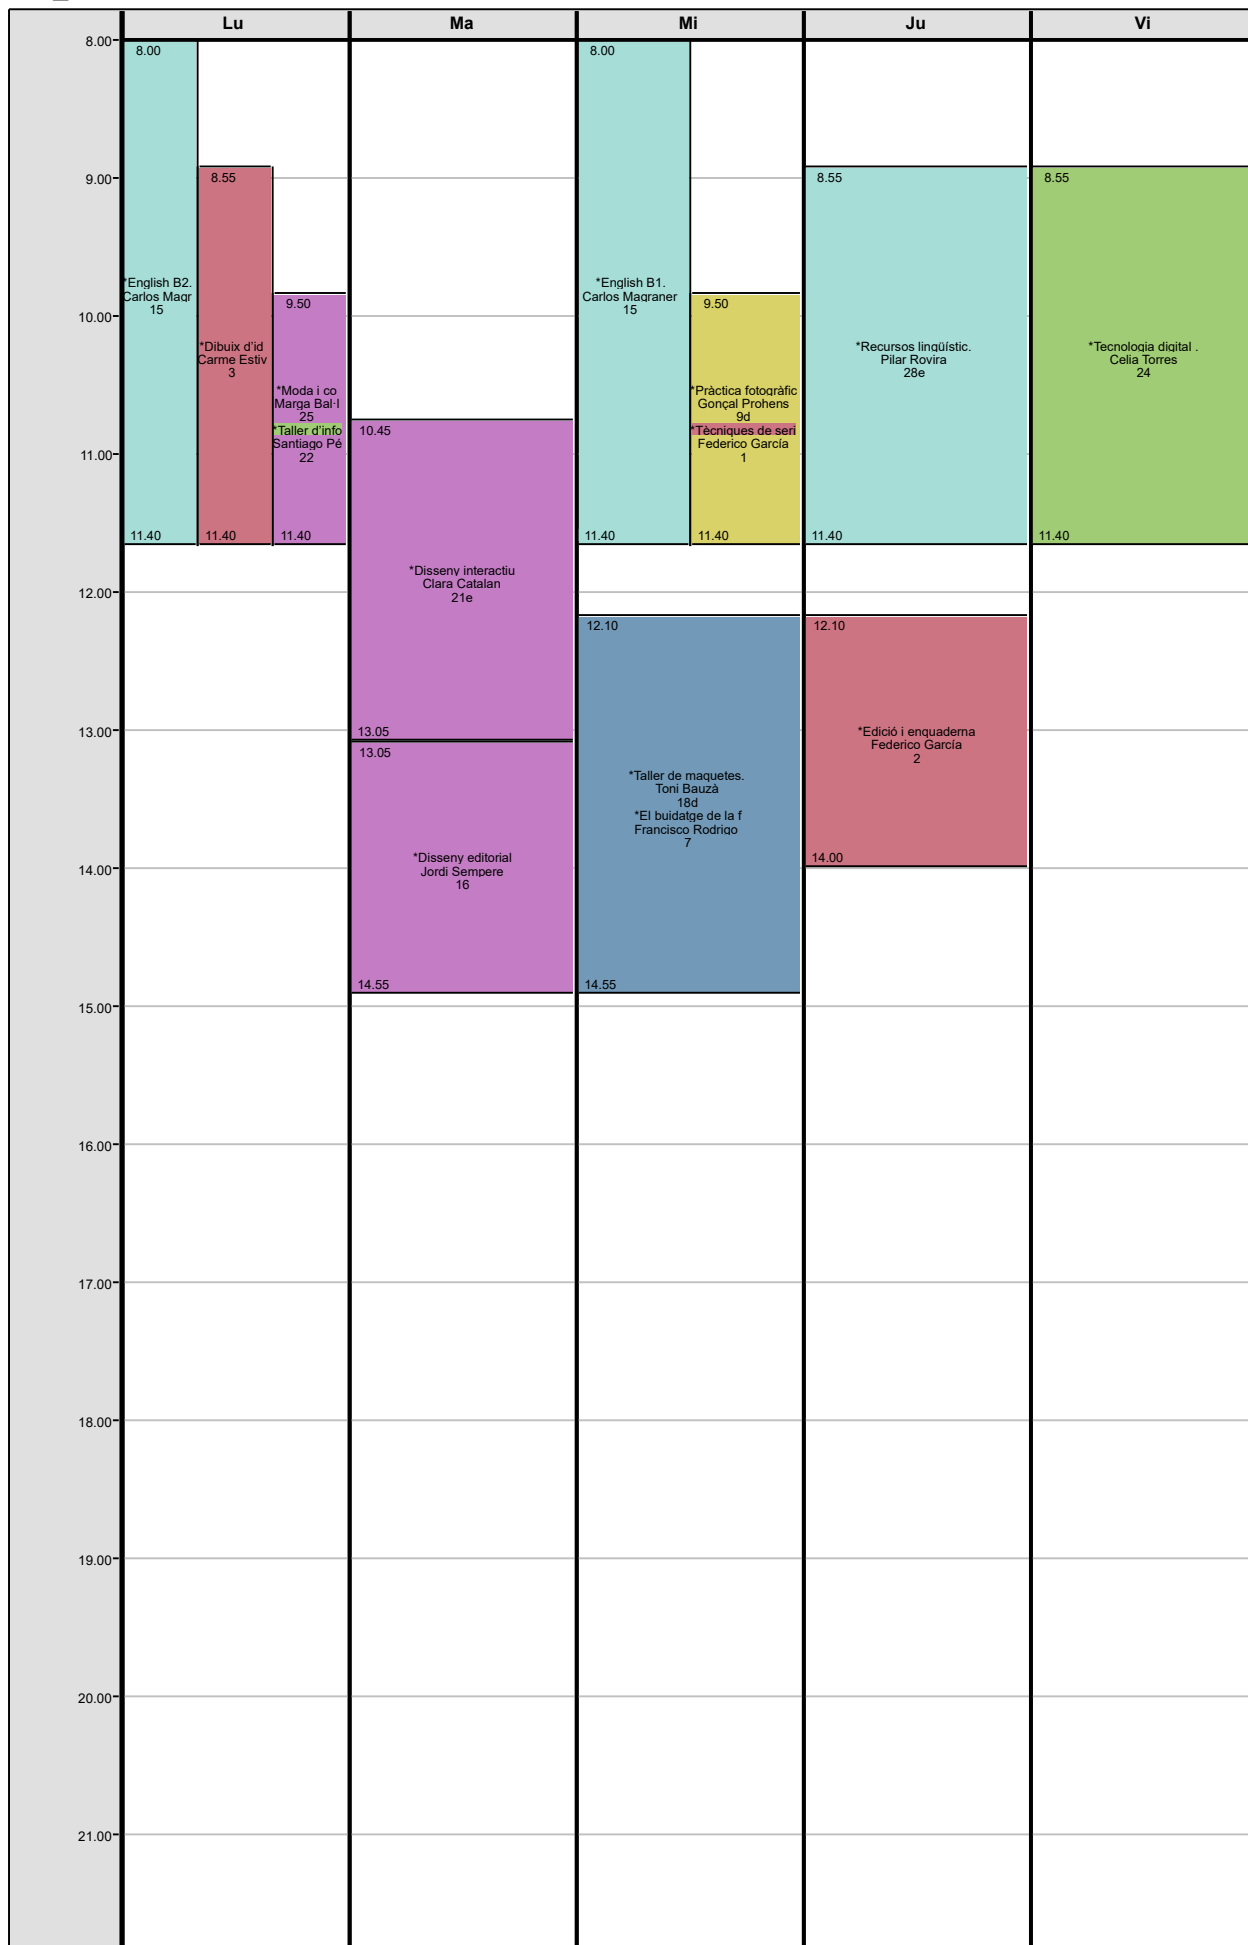 Lu
Ma
Mi
Ju
Vi
8.00
9.00
10.00
11.00
12.00
13.00
14.00
15.00
16.00
17.00
18.00
19.00
20.00
21.00
8.00
*English B2.
Carlos Magr
15
11.40
8.55
*Dibuix d'id
Carme Estiv
3
11.40
9.50
*Moda i co
Marga Bal·l
25
*Taller d'info
Santiago Pé
22
11.40
10.45
*Disseny interactiu
Clara Catalan
21e
13.05
13.05
*Disseny editorial
Jordi Sempere
16
14.55
8.00
*English B1.
Carlos Magraner
15
11.40
9.50
*Pràctica fotogràfic
Gonçal Prohens
9d
*Tècniques de seri
Federico García
1
11.40
12.10
*Taller de maquetes.
Toni Bauzà
18d
*El buidatge de la f
Francisco Rodrigo
7
14.55
8.55
*Recursos lingüístic.
Pilar Rovira
28e
11.40
12.10
*Edició i enquaderna
Federico García
2
14.00
8.55
*Tecnologia digital .
Celia Torres
24
11.40